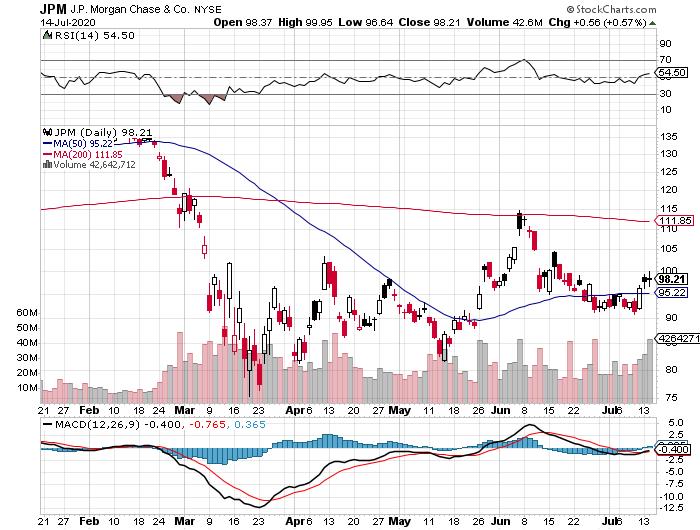 JPM J.P. Morgan Chase & Co. NYSE
© StockCharts.com
14-Jul-2020
Open 98.37 High 99.95 Low 96.64 Close 98.21 Volume 42.6M Chg +0.56 (+0.57%)
RSI(14) 54.50
90
70
54.50
50
30
10
JPM (Daily) 98.21
MA(50) 95.22
MA(200) 111.85
Volume 42,642,712
135
130
125
120
115
111.85
110
105
100
98.21
95.22
90
85
80
75
60M
50M
40M
30M
20M
10M
4264271
21 27 Feb 10 18 24 Mar 9 16 23 Apr 6 13 20 27 May 11 18 26 Jun 8 15 22 Jul 6 13
MACD(12,26,9) -0.400, -0.765, 0.365
5.0
2.5
-0.400
-2.5
-5.0
-7.5
-10.0
-12.5
21 27 Feb 10 18 24 Mar 9 16 23 Apr 6 13 20 27 May 11 18 26 Jun 8 15 22 Jul 6 13